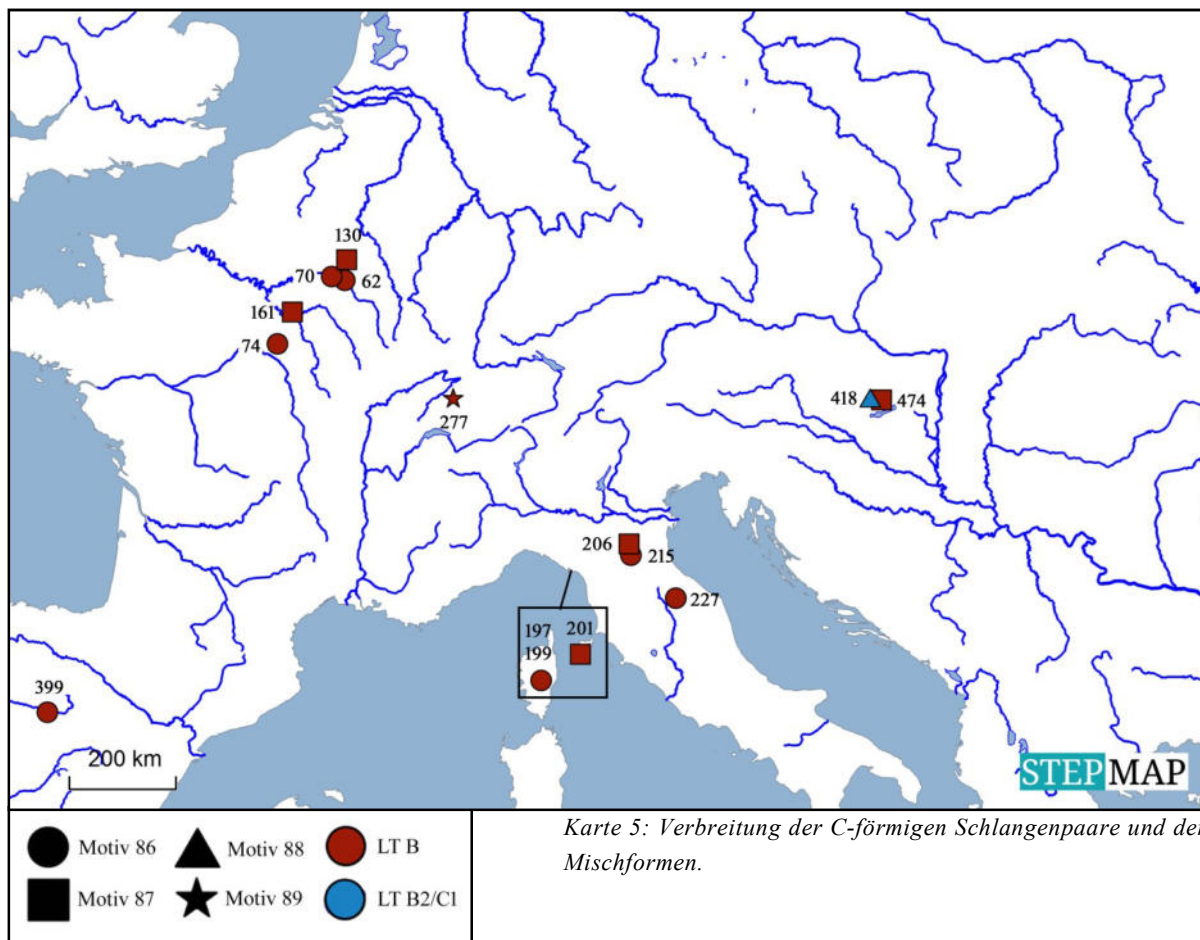 130
70
62
161
74
277
418
474
206
215
227
197
201
199
399
200 km
STEPMAP
Motiv 86
Motiv 88
LT B
Motiv 87
Motiv 89
LT B2/C1
Karte 5: Verbreitung der C-förmigen Schlangenpaare und der
Mischformen.